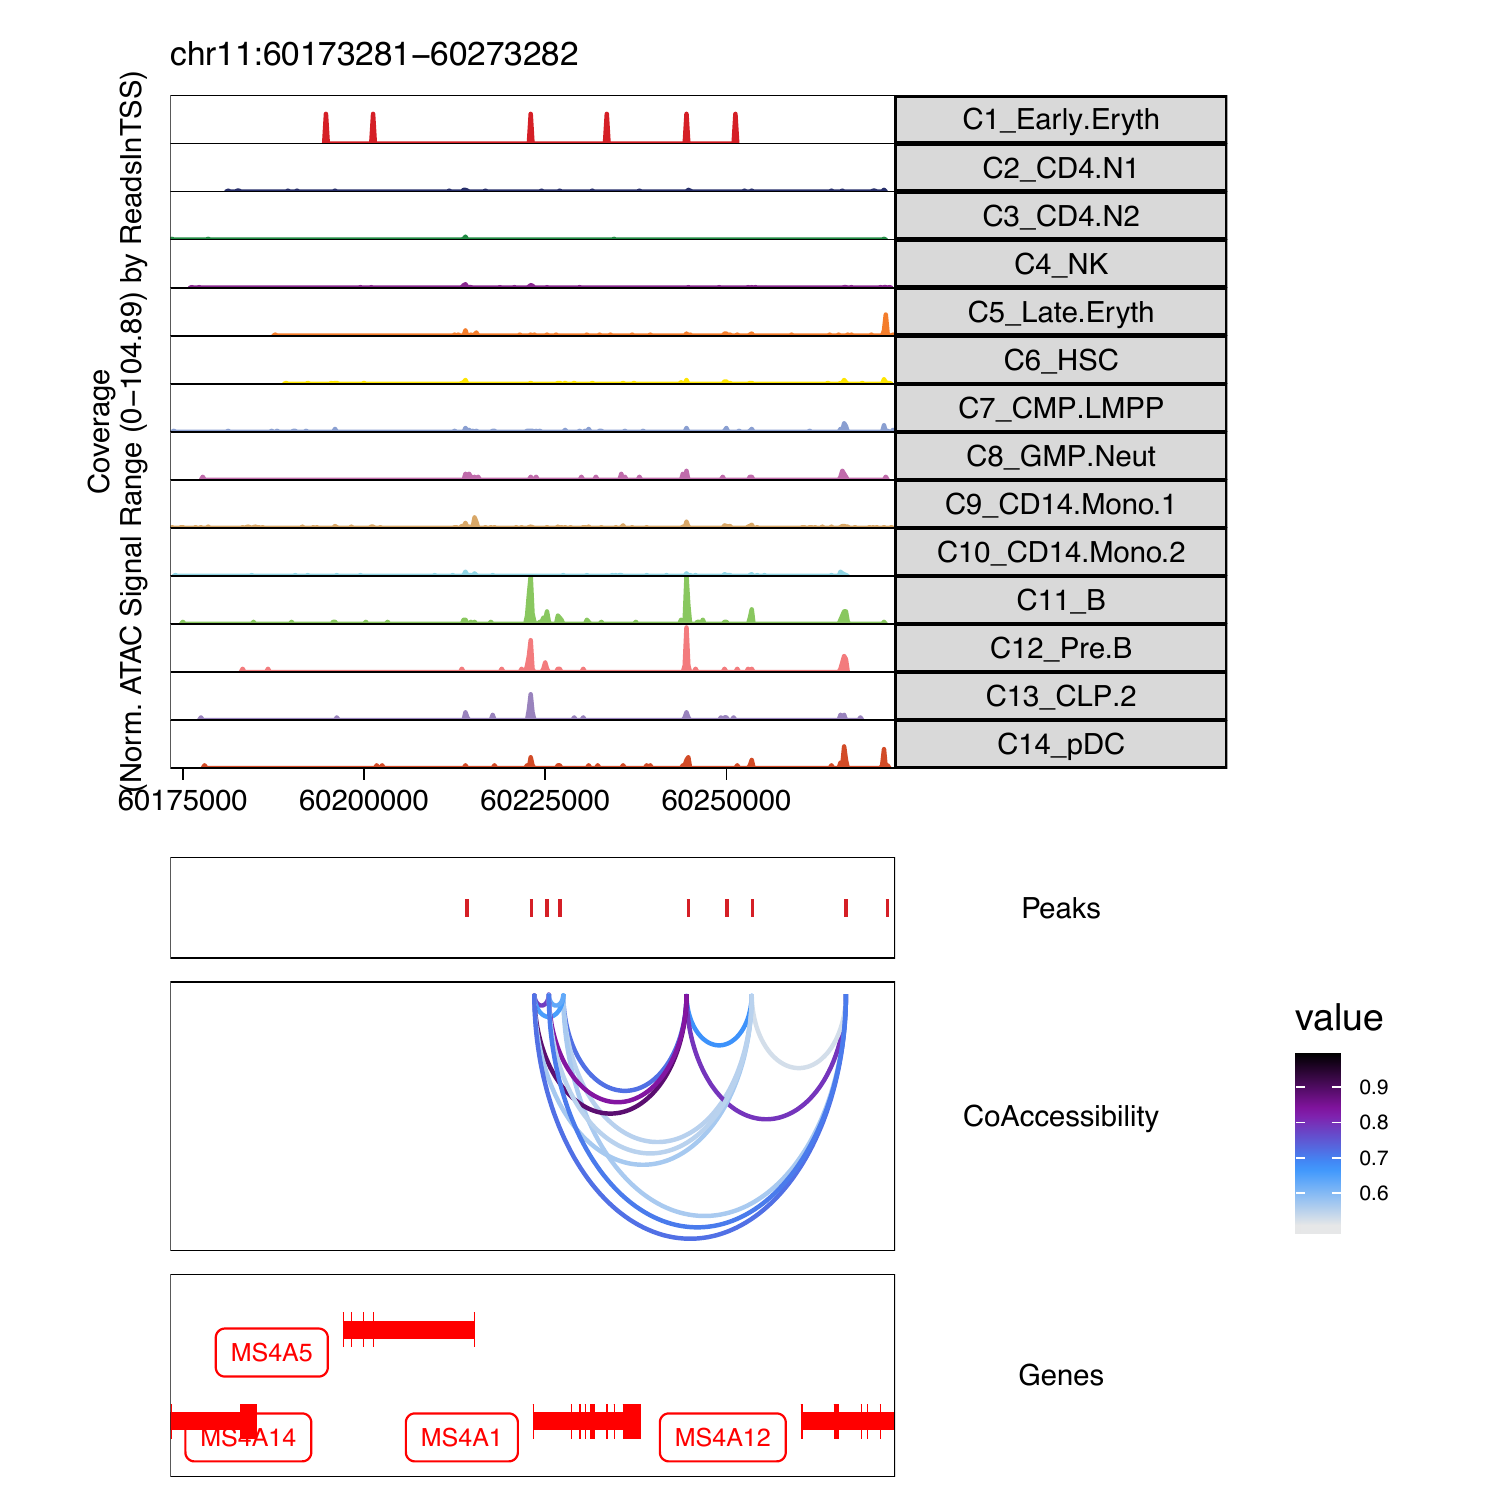 chr11:60173281−60273282
Coverage
(Norm. ATAC Signal Range (0−104.89) by ReadsInTSS)
C1_Early.Eryth
C2_CD4.N1
C3_CD4.N2
C4_NK
C5_Late.Eryth
C6_HSC
C7_CMP.LMPP
C8_GMP.Neut
C9_CD14.Mono.1
C10_CD14.Mono.2
C11_B
C12_Pre.B
C13_CLP.2
C14_pDC
60175000 60200000 60225000 60250000
Peaks
CoAccessibility
value
0.9
0.8
0.7
0.6
MS4A5
Genes
MS4A14 MS4A1 MS4A12